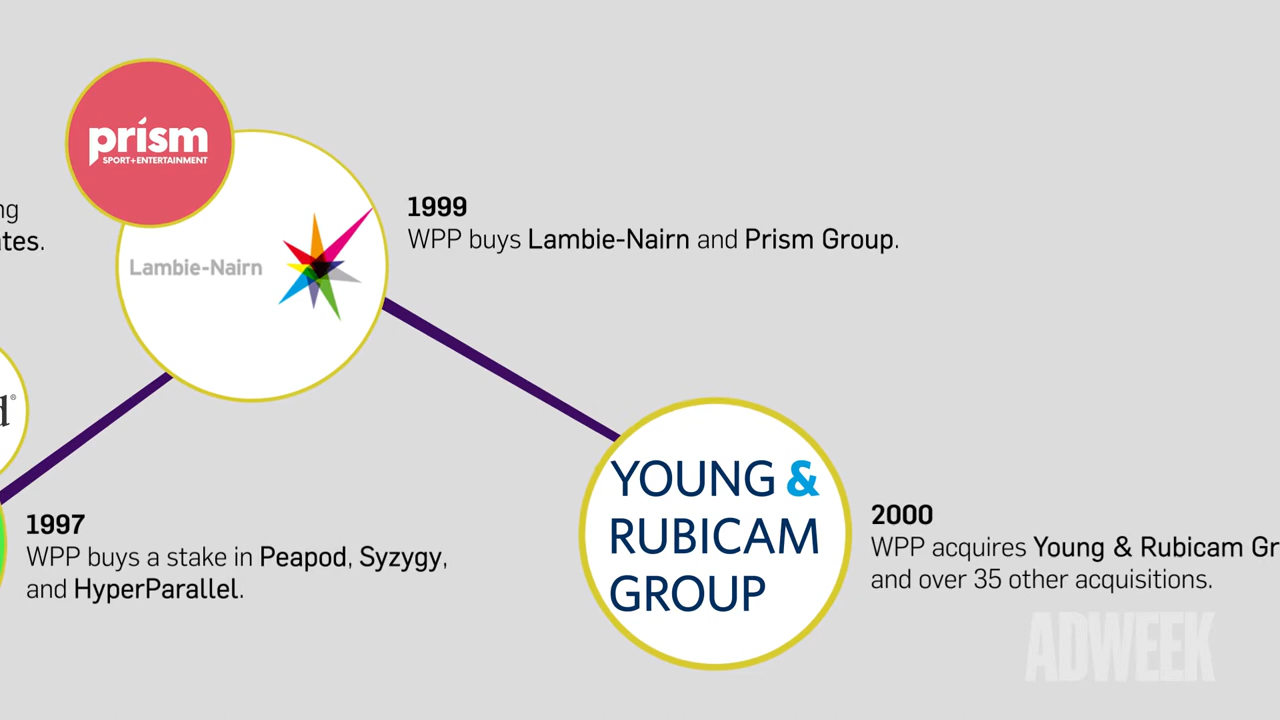 prism
SPORT+ENTERTAINMENT
ng
tes.
Lambie-Nairn
1999
WPP buys Lambie-Nairn and Prism Group.
d®
1997
WPP buys a stake in Peapod, Syzygy,
and HyperParallel.
YOUNG &
RUBICAM
GROUP
2000
WPP acquires Young & Rubicam Gr
and over 35 other acquisitions.
ADWEEK